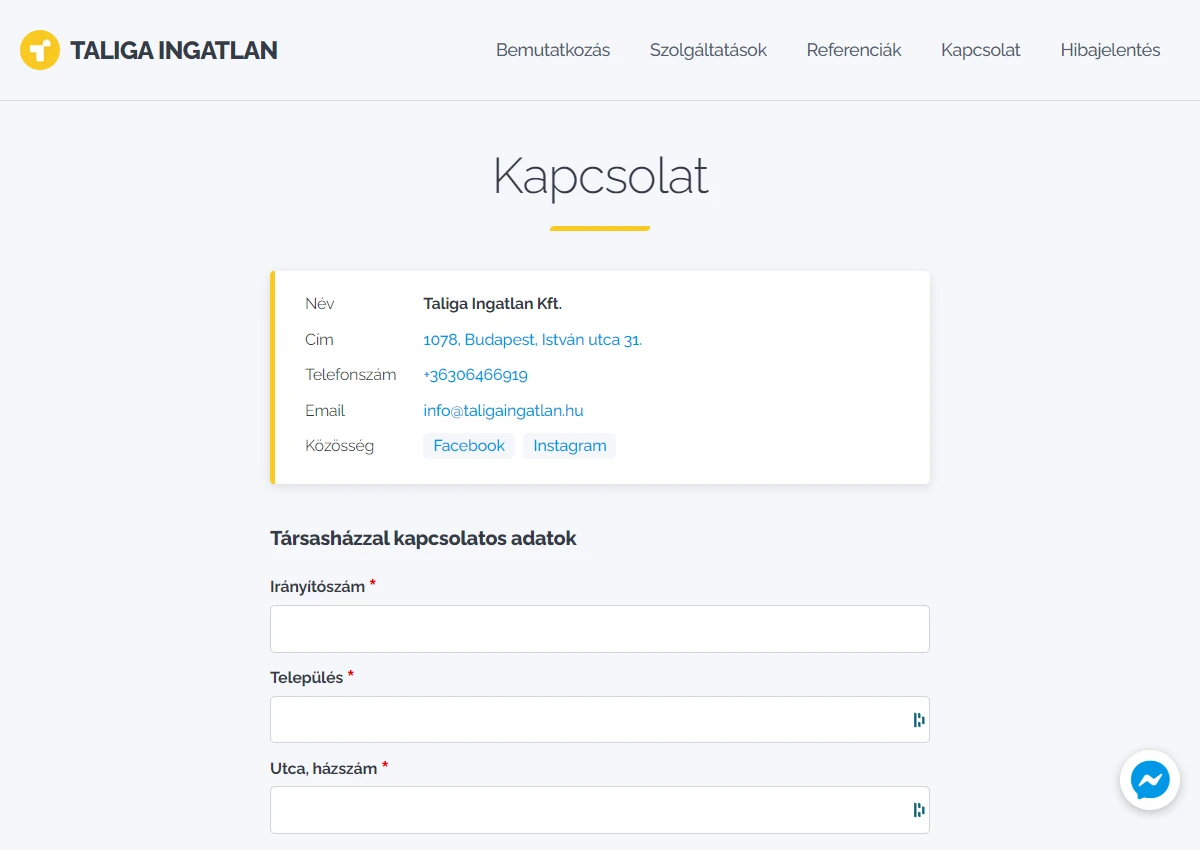 TALIGA INGATLAN
Bemutatkozás Szolgáltatások Referenciák Kapcsolat Hibajelentés
Kapcsolat
Név Taliga Ingatlan Kft.
Cím 1078, Budapest, István utca 31.
Telefonszám +36306466919
Email info@taligaingatlan.hu
Közösség Facebook Instagram
Társasházzal kapcsolatos adatok
Irányítószám *
Település *
Utca, házszám *